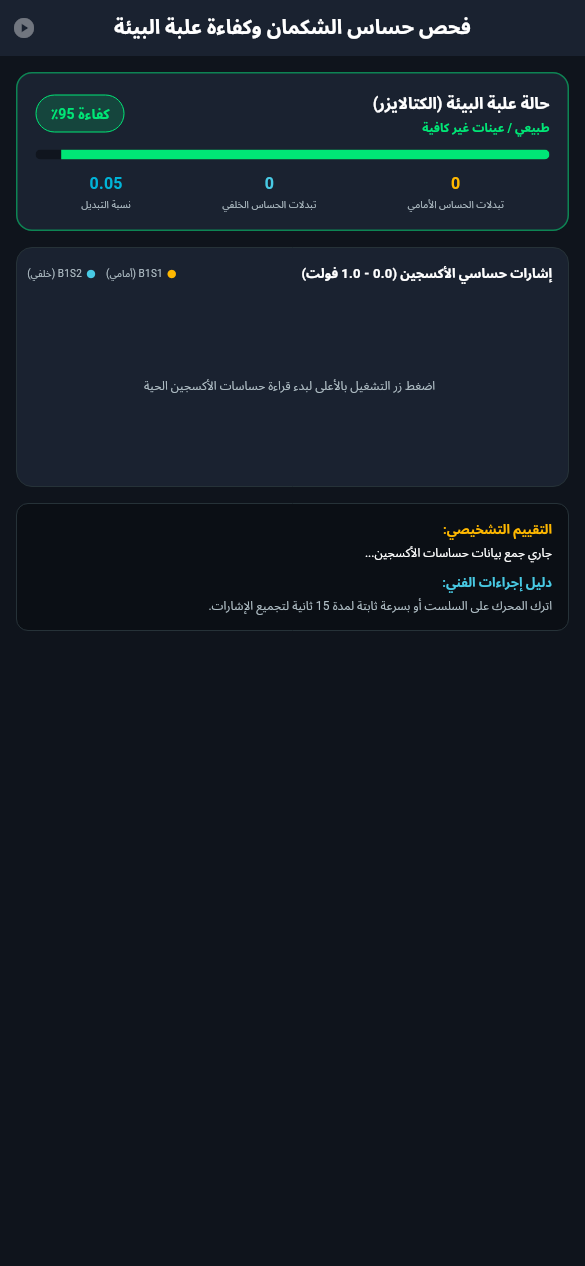 فحص حساس الشكمان وكفاءة علبة البيئة
حالة علبة البيئة (الكتالايزر)
طبيعي / عينات غير كافية
كفاءة 95٪
0
تبدلات الحساس الأمامي
0
تبدلات الحساس الخلفي
0.05
نسبة التبديل
إشارات حساسي الأكسجين (0.0 - 1.0 فولت)
B1S1 (أمامي)
B1S2 (خلفي)
اضغط زر التشغيل بالأعلى لبدء قراءة حساسات الأكسجين الحية
التقييم التشخيصي:
جاري جمع بيانات حساسات الأكسجين...
دليل إجراءات الفني:
اترك المحرك على السلست أو بسرعة ثابتة لمدة 15 ثانية لتجميع الإشارات.